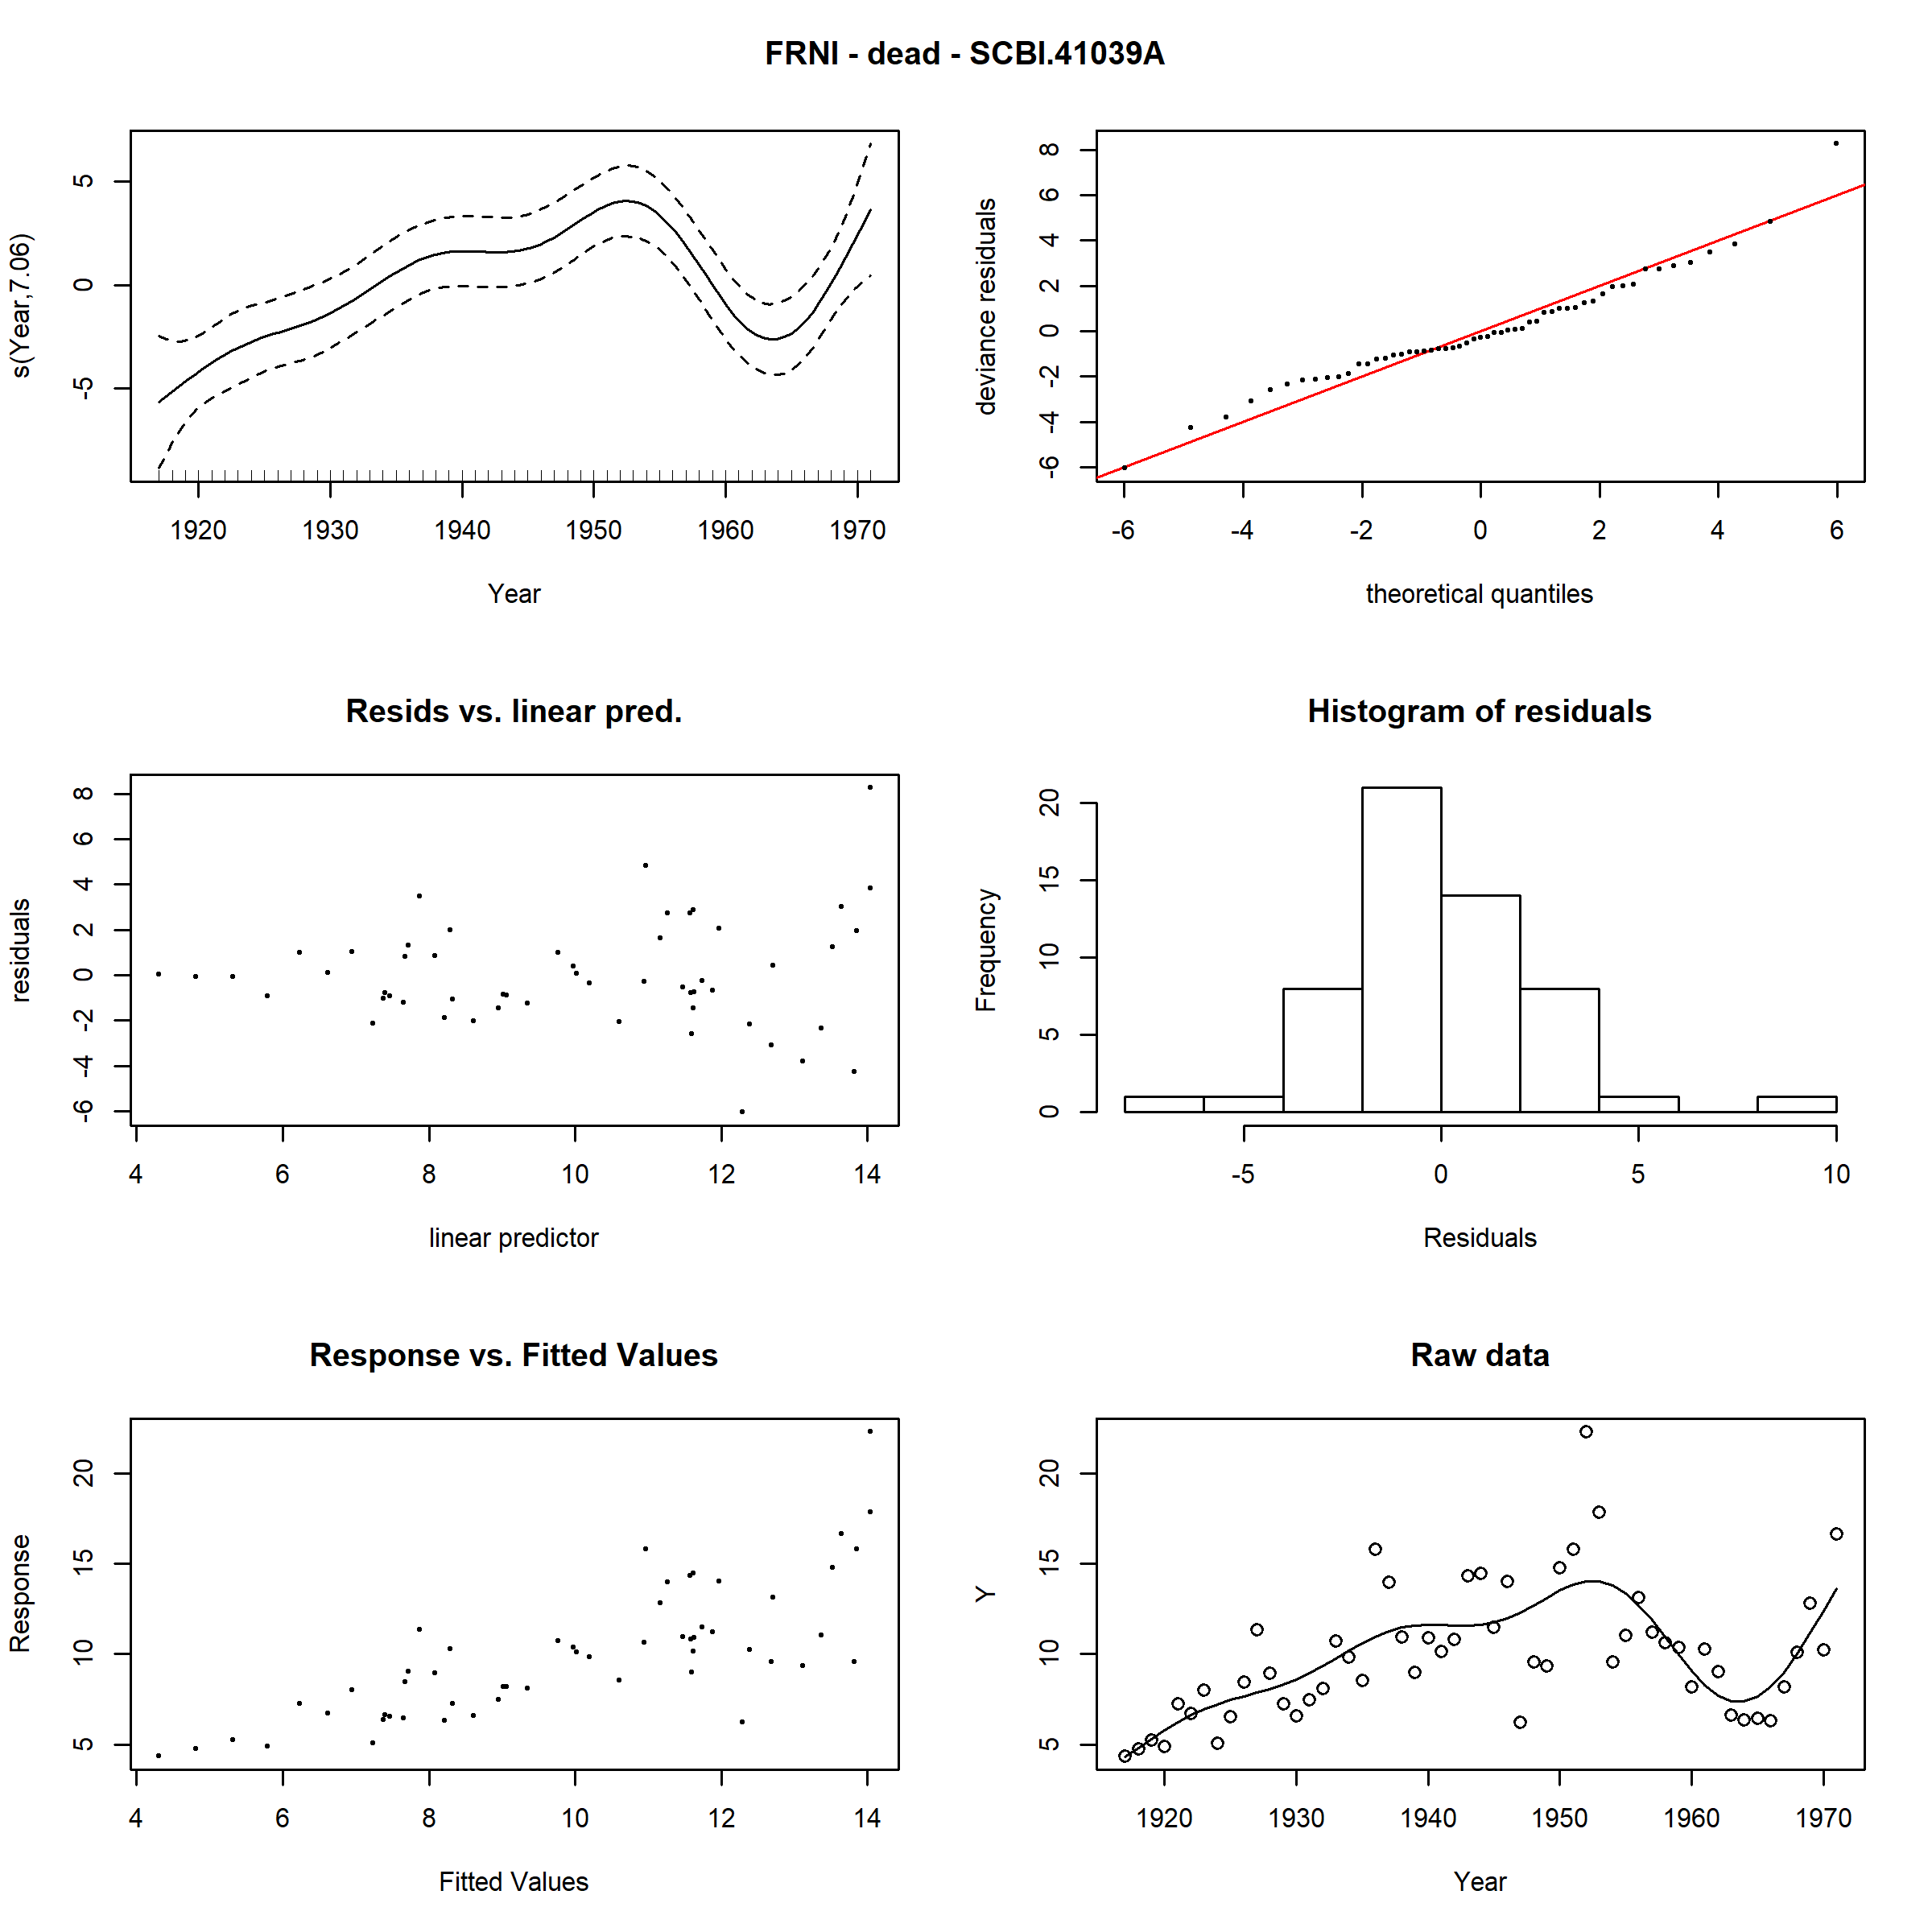 FRNI - dead - SCBI.41039A
s(Year,7.06)
5
0
-5
1920 1930 1940 1950 1960 1970
Year
deviance residuals
8
6
4
2
0
-2
-4
-6
-6 -4 -2 0 2 4 6
theoretical quantiles
Resids vs. linear pred.
residuals
8
6
4
2
0
-2
-4
-6
4 6 8 10 12 14
linear predictor
Histogram of residuals
Frequency
20
15
10
5
0
-5 0 5 10
Residuals
Response vs. Fitted Values
Response
20
15
10
5
4 6 8 10 12 14
Fitted Values
Raw data
Y
20
15
10
5
1920 1930 1940 1950 1960 1970
Year